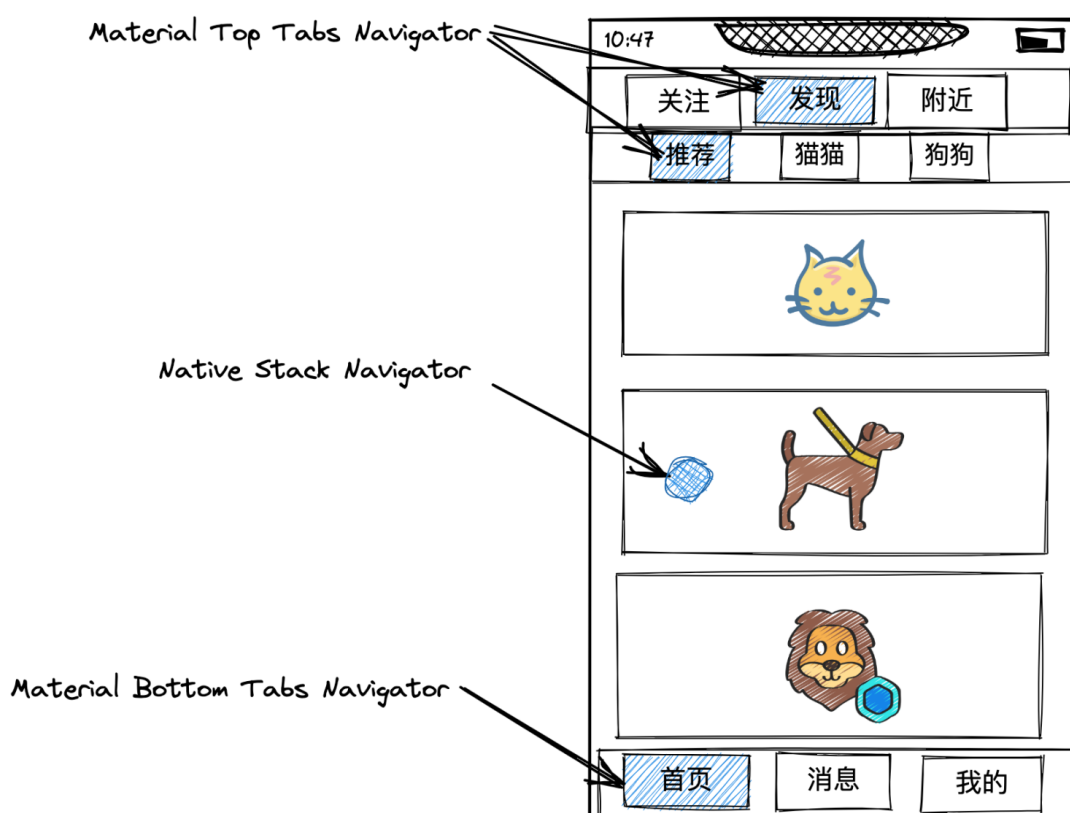 Material Top Tabs Navigator
10:47
关注 发现 附近
推荐 猫猫 狗狗
Native Stack Navigator
Material Bottom Tabs Navigator
首页 消息 我的